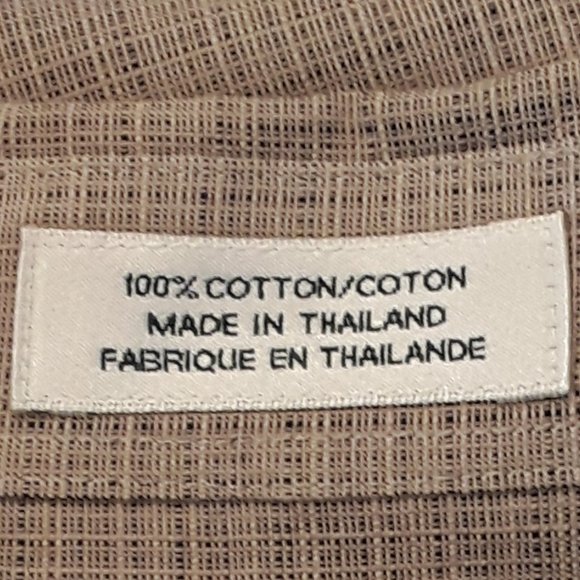 100% COTTON/COTON
MADE IN THAILAND
FABRIQUE EN THAILANDE